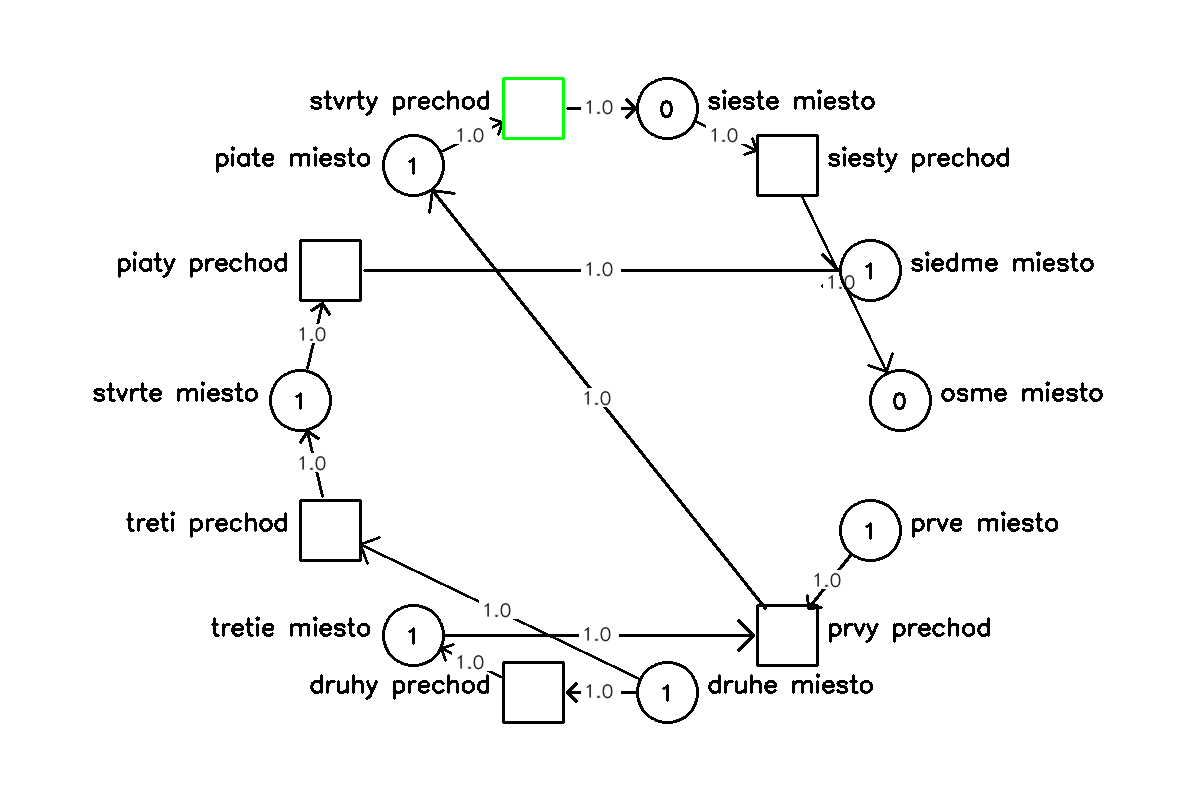 stvrty prechod
1.0
0
sieste miesto
1.0
1.0
piate miesto
1
siesty prechod
piaty prechod
1.0
1
siedme miesto
1.0
1.0
stvrte miesto
1
1.0
0
osme miesto
1.0
treti prechod
1
prve miesto
1.0
1.0
tretie miesto
1
1.0
prvy prechod
1.0
druhy prechod
1.0
1
druhe miesto